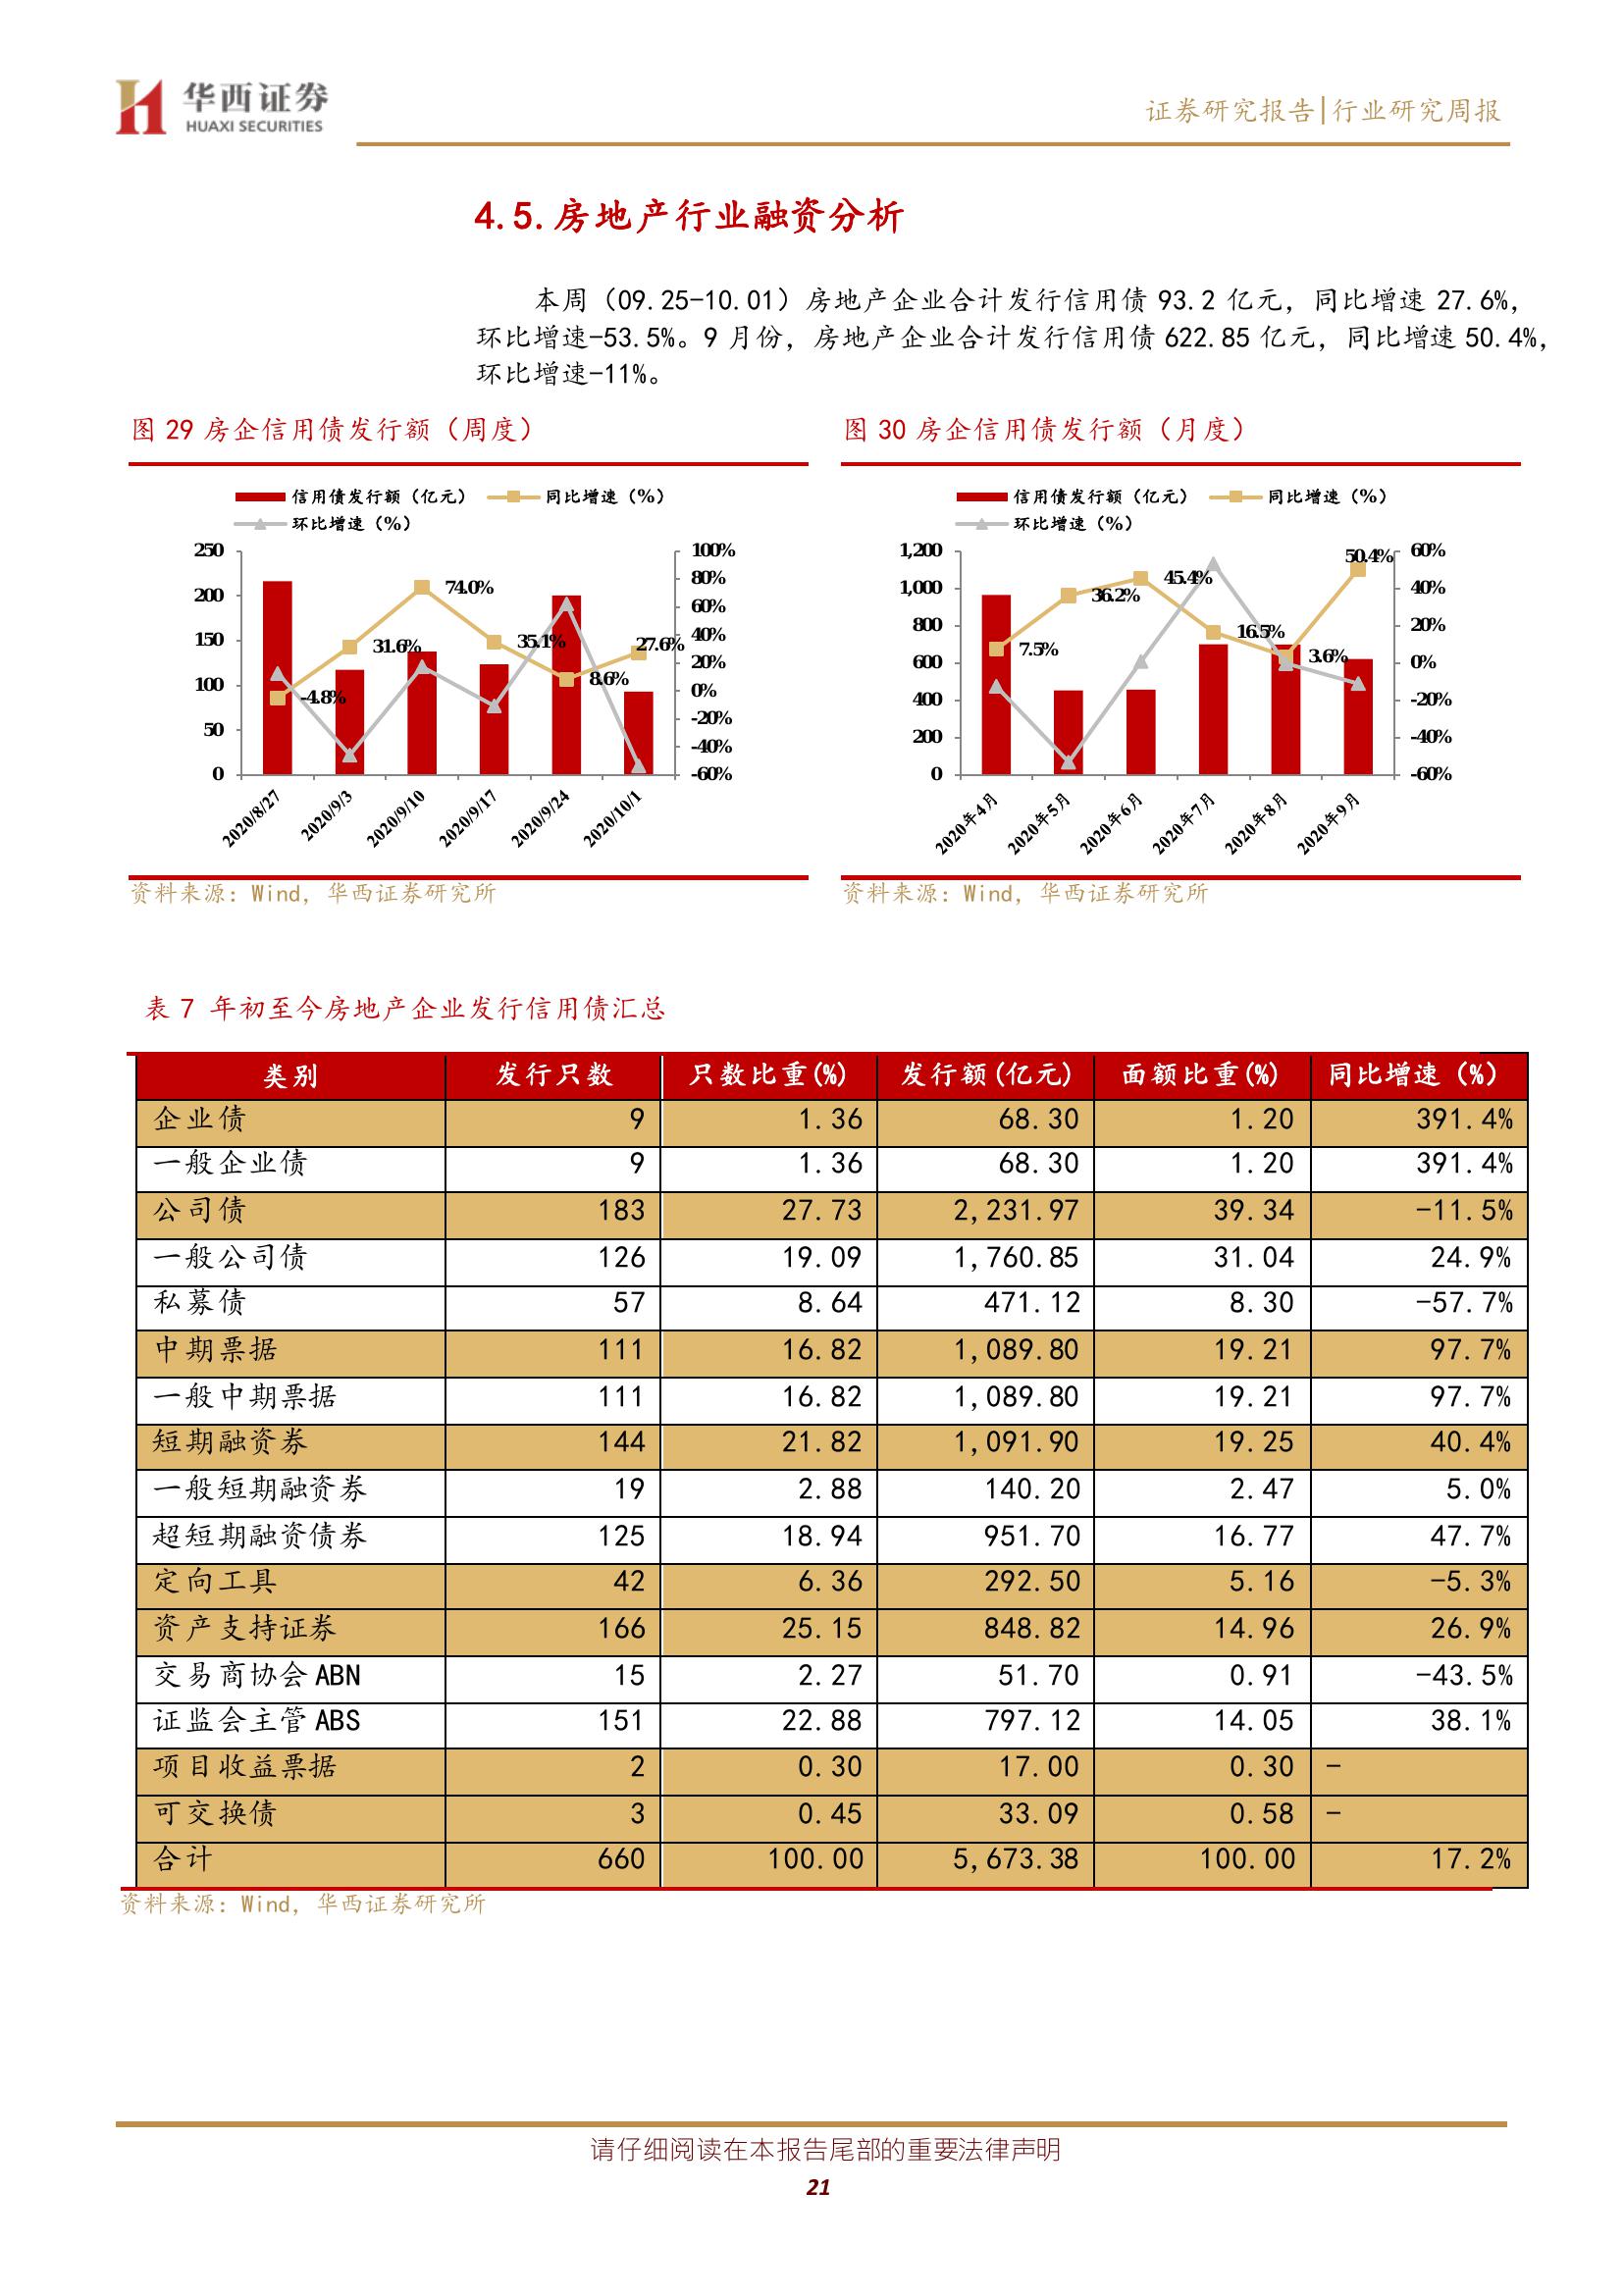 华西证券
HUAXI SECURITIES
证券研究报告|行业研究周报
4.5.房地产行业融资分析
本周（09.25-10.01）房地产企业合计发行信用债 93.2 亿元，同比增速 27.6%，
环比增速-53.5%。9 月份，房地产企业合计发行信用债 622.85 亿元，同比增速 50.4%，
环比增速-11%。
图 29 房企信用债发行额（周度）
信用债发行额（亿元） 同比增速（%）
环比增速（%）
250
200
150
100
50
0
100%
80%
60%
40%
20%
0%
-20%
-40%
-60%
-4.8%
31.6%
74.0%
35.1%
8.6%
27.6%
2020/8/27
2020/9/3
2020/9/10
2020/9/17
2020/9/24
2020/10/1
资料来源：Wind，华西证券研究所
图 30 房企信用债发行额（月度）
信用债发行额（亿元） 同比增速（%）
环比增速（%）
1,200
1,000
800
600
400
200
0
60%
40%
20%
0%
-20%
-40%
-60%
7.5%
36.2%
45.4%
16.5%
3.6%
50.4%
2020年4月
2020年5月
2020年6月
2020年7月
2020年8月
2020年9月
资料来源：Wind，华西证券研究所
表 7 年初至今房地产企业发行信用债汇总
类别 发行只数 只数比重(%) 发行额(亿元) 面额比重(%) 同比增速（%）
企业债 9 1.36 68.30 1.20 391.4%
一般企业债 9 1.36 68.30 1.20 391.4%
公司债 183 27.73 2,231.97 39.34 -11.5%
一般公司债 126 19.09 1,760.85 31.04 24.9%
私募债 57 8.64 471.12 8.30 -57.7%
中期票据 111 16.82 1,089.80 19.21 97.7%
一般中期票据 111 16.82 1,089.80 19.21 97.7%
短期融资券 144 21.82 1,091.90 19.25 40.4%
一般短期融资券 19 2.88 140.20 2.47 5.0%
超短期融资债券 125 18.94 951.70 16.77 47.7%
定向工具 42 6.36 292.50 5.16 -5.3%
资产支持证券 166 25.15 848.82 14.96 26.9%
交易商协会 ABN 15 2.27 51.70 0.91 -43.5%
证监会主管 ABS 151 22.88 797.12 14.05 38.1%
项目收益票据 2 0.30 17.00 0.30 -
可交换债 3 0.45 33.09 0.58 -
合计 660 100.00 5,673.38 100.00 17.2%
资料来源：Wind，华西证券研究所
请仔细阅读在本报告尾部的重要法律声明
21